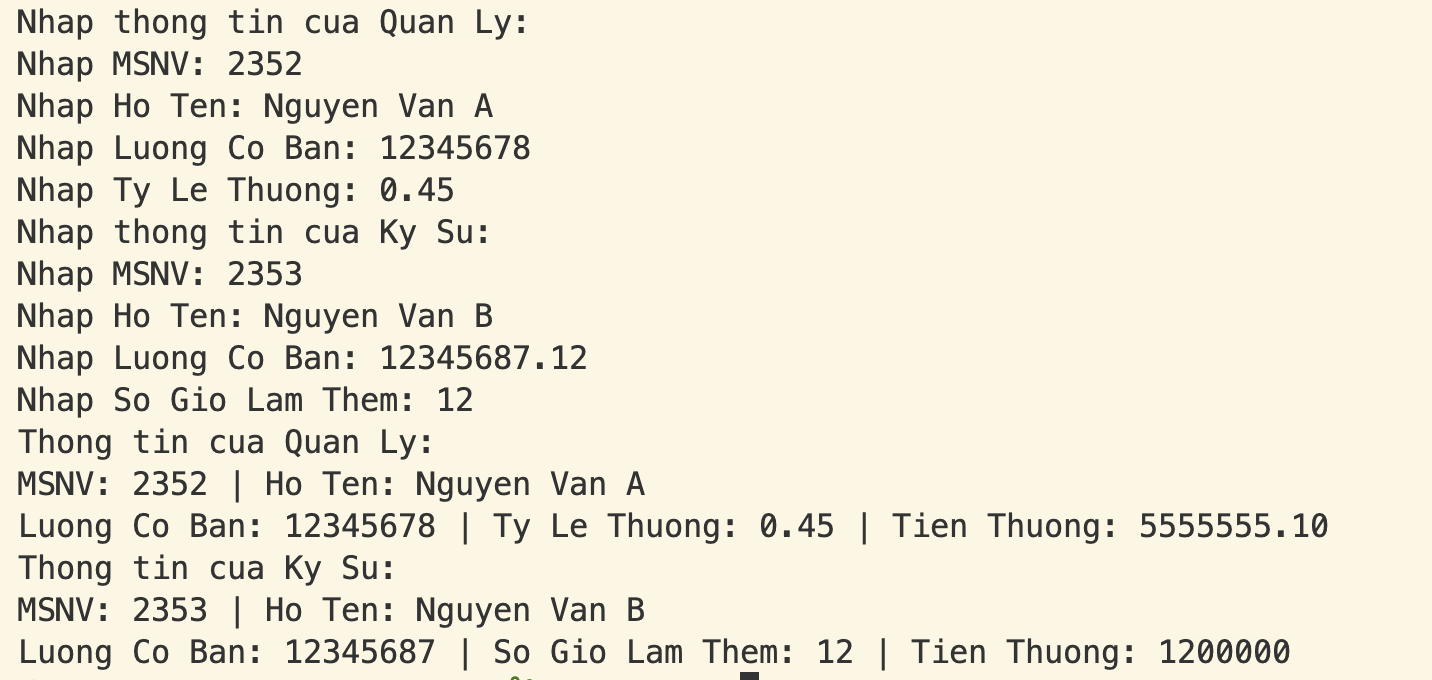 Nhap thong tin cua Quan Ly:
Nhap MSNV: 2352
Nhap Ho Ten: Nguyen Van A
Nhap Luong Co Ban: 12345678
Nhap Ty Le Thuong: 0.45
Nhap thong tin cua Ky Su:
Nhap MSNV: 2353
Nhap Ho Ten: Nguyen Van B
Nhap Luong Co Ban: 12345687.12
Nhap So Gio Lam Them: 12
Thong tin cua Quan Ly:
MSNV: 2352 | Ho Ten: Nguyen Van A
Luong Co Ban: 12345678 | Ty Le Thuong: 0.45 | Tien Thuong: 5555555.10
Thong tin cua Ky Su:
MSNV: 2353 | Ho Ten: Nguyen Van B
Luong Co Ban: 12345687 | So Gio Lam Them: 12 | Tien Thuong: 1200000